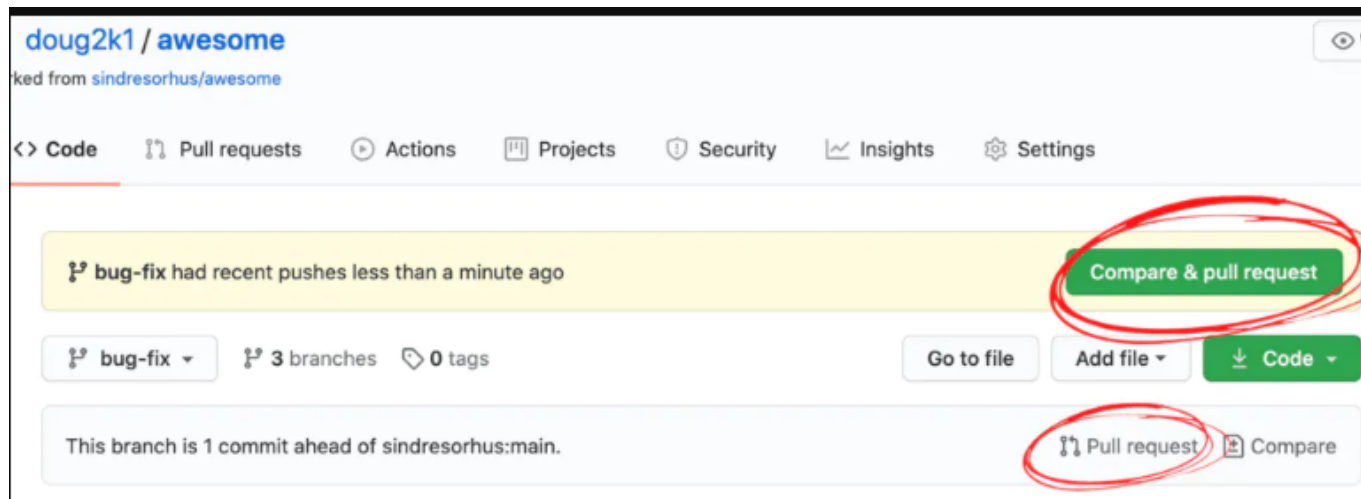 doug2k1 / awesome
ked from sindresorhus/awesome
<> Code Pull requests Actions Projects Security Insights Settings
bug-fix had recent pushes less than a minute ago Compare & pull request
bug-fix 3 branches 0 tags Go to file Add file Code
This branch is 1 commit ahead of sindresorhus:main. Pull request Compare